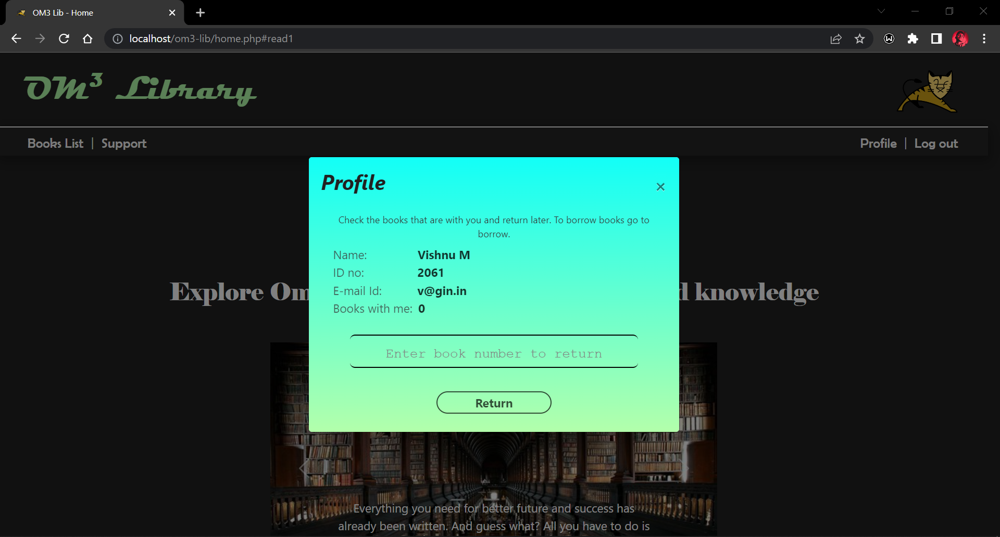 OM3 Lib - Home
localhost/om3-lib/home.php#read1
OM³ Library
Books List | Support
Profile | Log out
Profile
Check the books that are with you and return later. To borrow books go to
borrow.
Name: Vishnu M
ID no: 2061
E-mail Id: v@gin.in
Books with me: 0
Explore Om
d knowledge
Enter book number to return
Return
Everything you need for better future and success has
already been written. And guess what? All you have to do is